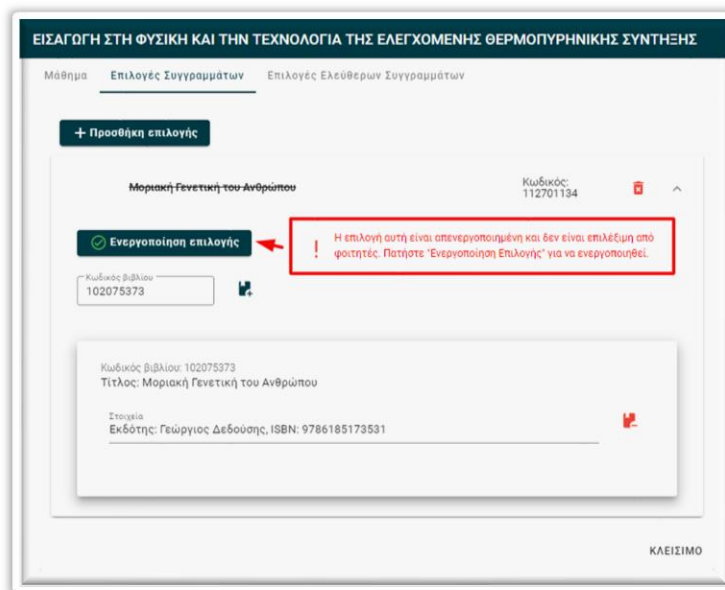 ΕΙΣΑΓΩΓΗ ΣΤΗ ΦΥΣΙΚΗ ΚΑΙ ΤΗΝ ΤΕΧΝΟΛΟΓΙΑ ΤΗΣ ΕΛΕΓΧΟΜΕΝΗΣ ΘΕΡΜΟΠΥΡΗΝΙΚΗΣ ΣΥΝΤΗΞΗΣ
Μάθημα Επιλογές Συγγραμμάτων Επιλογές Ελεύθερων Συγγραμμάτων
+ Προσθήκη επιλογής
Μοριακή Γενετική του Ανθρώπου
Κωδικός:
112701134
Ενεργοποίηση επιλογής
! Η επιλογή αυτή είναι απενεργοποιημένη και δεν είναι επιλέξιμη από
φοιτητές. Πατήστε "Ενεργοποίηση Επιλογής" για να ενεργοποιηθεί.
Κωδικός βιβλίου
102075373
Κωδικός βιβλίου: 102075373
Τίτλος: Μοριακή Γενετική του Ανθρώπου
Στοιχεία
Εκδότης: Γεώργιος Δεδούσης, ISBN: 9786185173531
ΚΛΕΙΣΙΜΟ